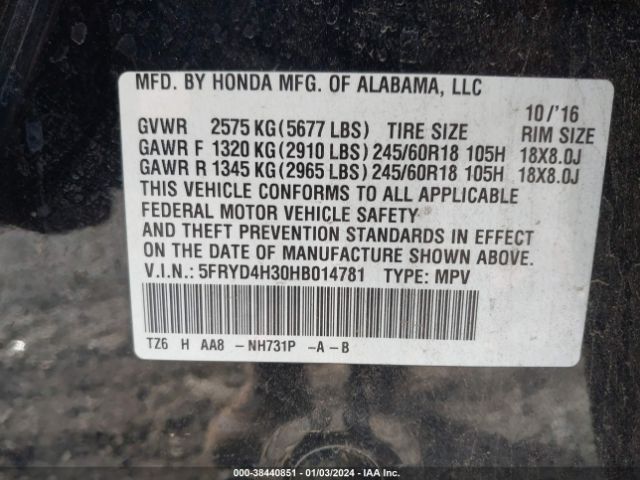 MFD. BY HONDA MFG. OF ALABAMA, LLC
10/'16
GVWR 2575 KG (5677 LBS) TIRE SIZE RIM SIZE
GAWR F 1320 KG (2910 LBS) 245/60R18 105H 18X8.0J
GAWR R 1345 KG (2965 LBS) 245/60R18 105H 18X8.0J
THIS VEHICLE CONFORMS TO ALL APPLICABLE
FEDERAL MOTOR VEHICLE SAFETY
AND THEFT PREVENTION STANDARDS IN EFFECT
ON THE DATE OF MANUFACTURE SHOWN ABOVE.
V.I.N.: 5FRYD4H30HB014781 TYPE: MPV
TZ6 H AA8 - NH731P - A - B
000-38440851 - 01/03/2024 - IAA Inc.